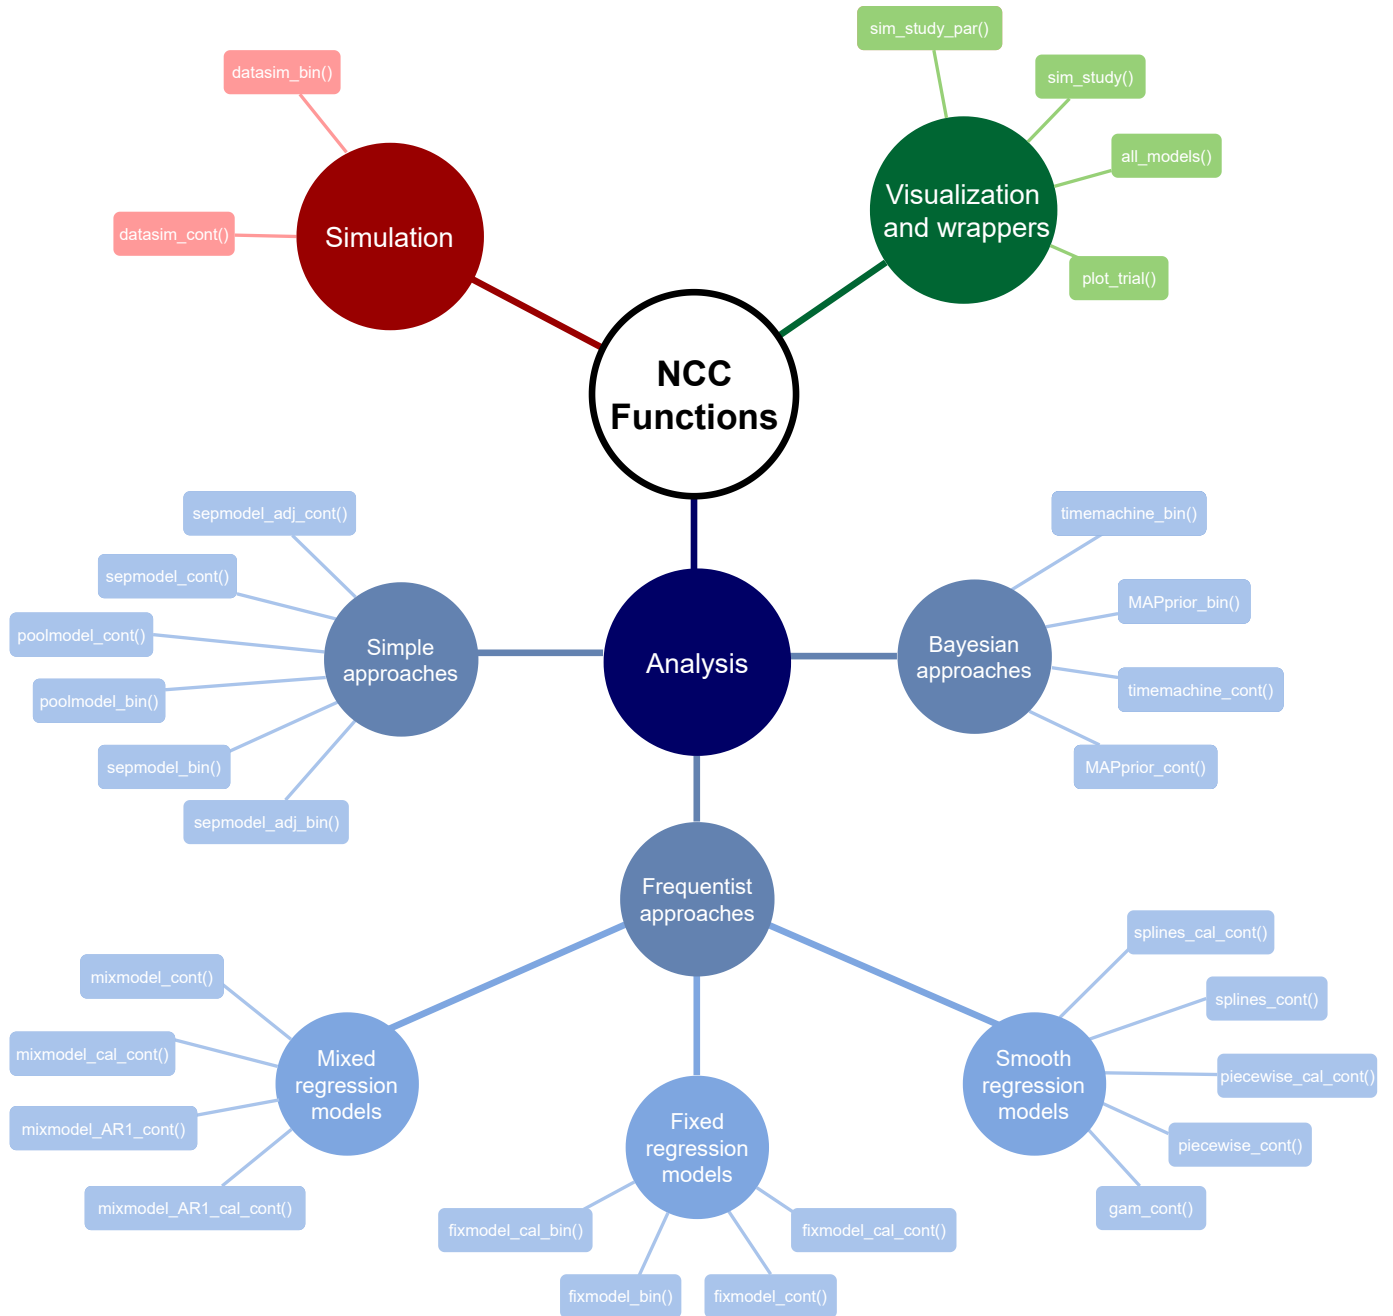 sim_study_par()
datasim_bin()
sim_study()
all_models()
Visualization
and wrappers
datasim_cont()
Simulation
plot_trial()
NCC
Functions
sepmodel_adj_cont()
timemachine_bin()
sepmodel_cont()
MAPprior_bin()
poolmodel_cont()
Simple
approaches
Analysis
Bayesian
approaches
poolmodel_bin()
timemachine_cont()
sepmodel_bin()
MAPprior_cont()
sepmodel_adj_bin()
Frequentist
approaches
splines_cal_cont()
mixmodel_cont()
splines_cont()
mixmodel_cal_cont()
Mixed
regression
models
Smooth
regression
models
piecewise_cal_cont()
mixmodel_AR1_cont()
Fixed
regression
models
piecewise_cont()
mixmodel_AR1_cal_cont()
gam_cont()
fixmodel_cal_bin()
fixmodel_cal_cont()
fixmodel_bin()
fixmodel_cont()